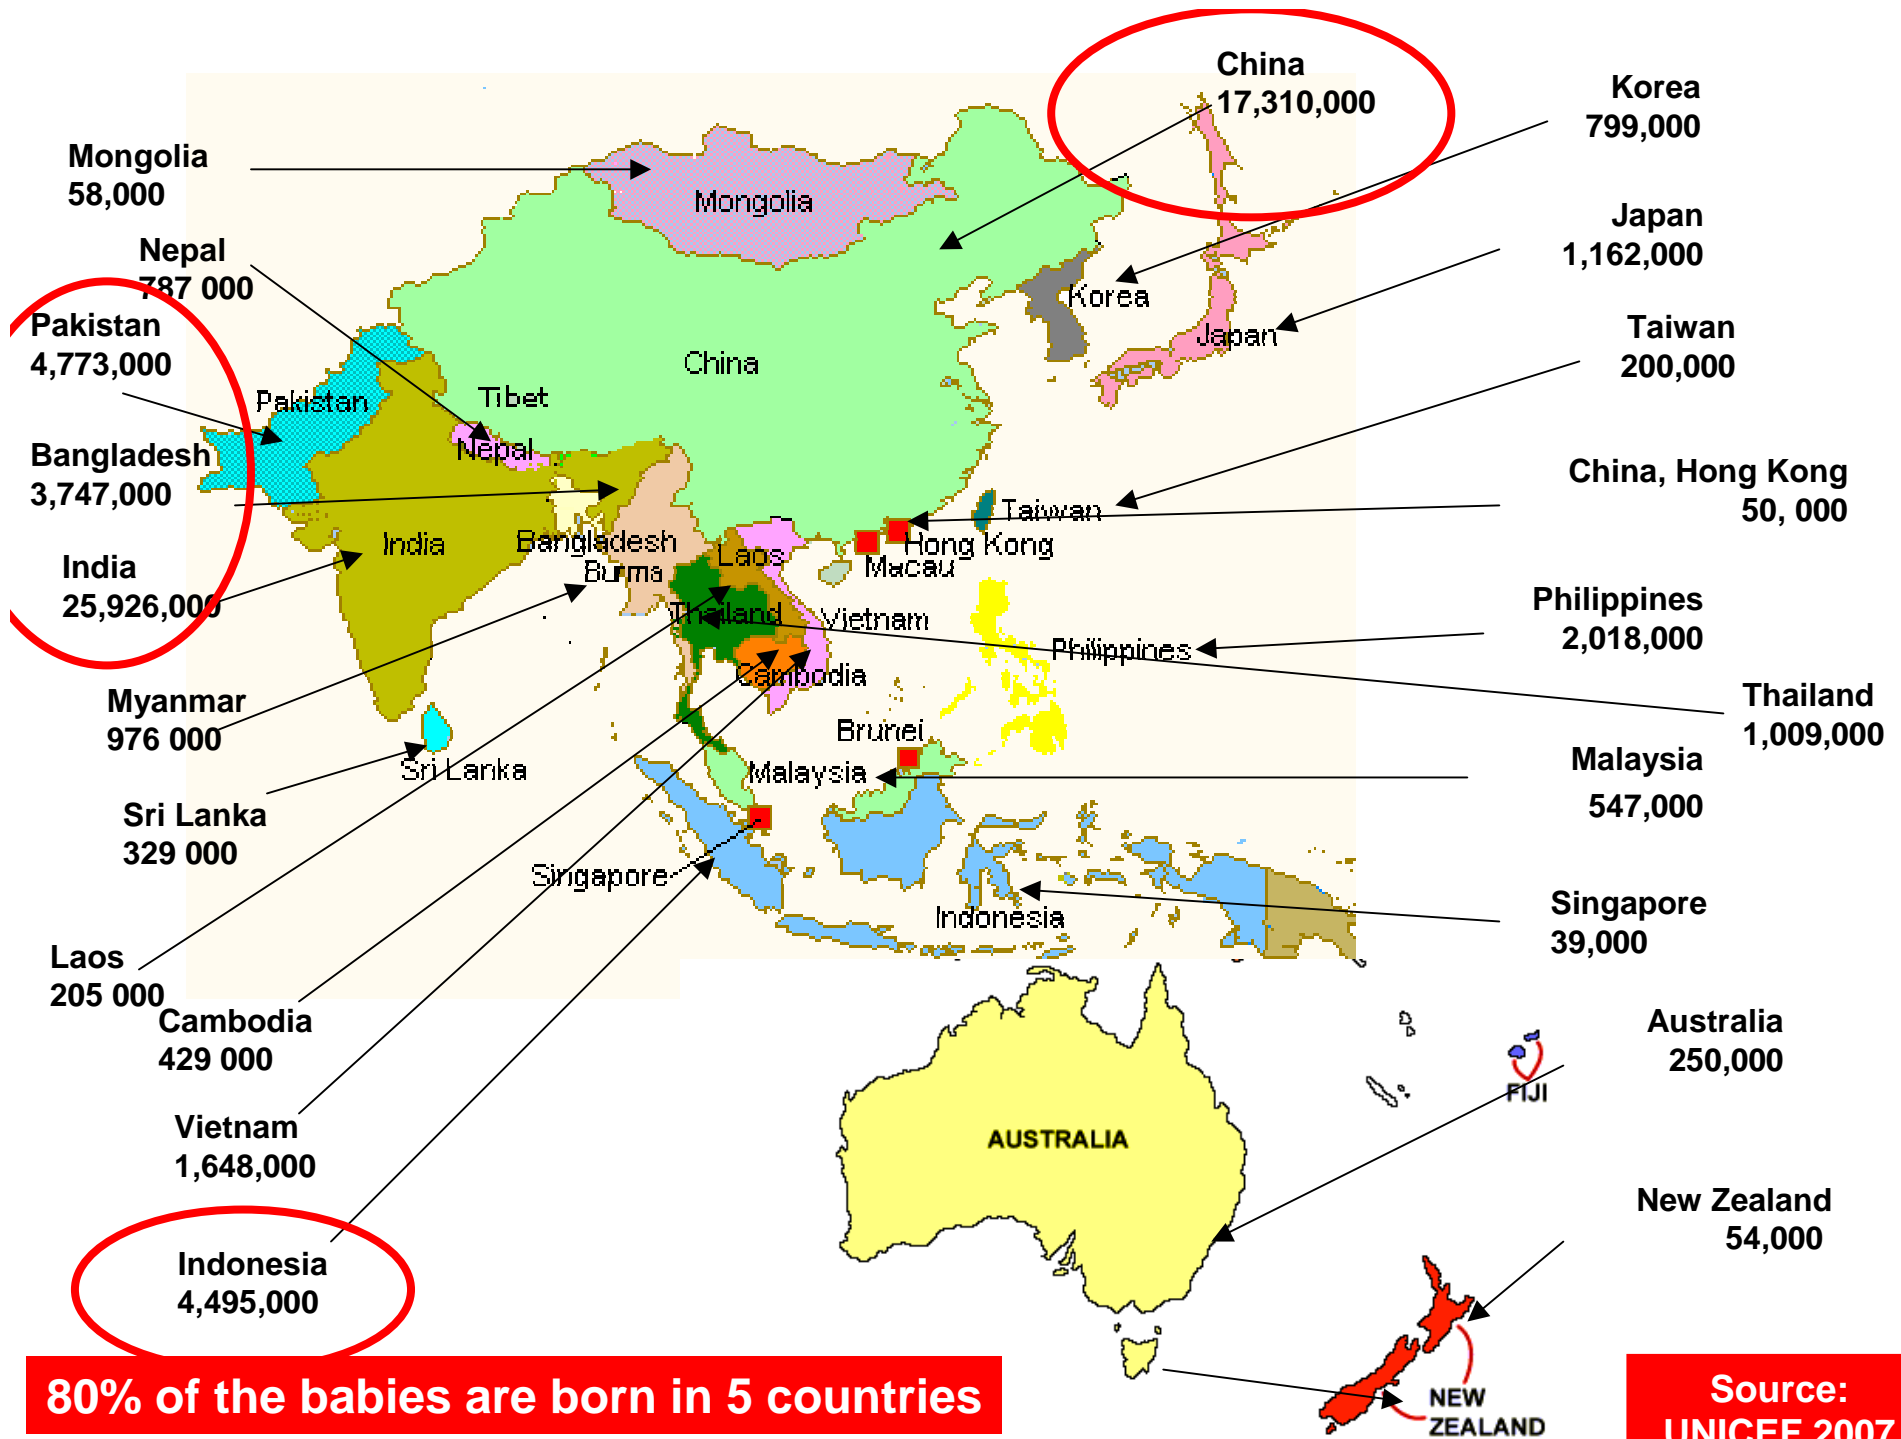 China
17,310,000
Korea
799,000
Mongolia
58,000
Japan
1,162,000
Nepal
787 000
Pakistan
4,773,000
Taiwan
200,000
Bangladesh
3,747,000
China, Hong Kong
50, 000
India
25,926,000
Philippines
2,018,000
Myanmar
976 000
Thailand
1,009,000
Malaysia
547,000
Sri Lanka
329 000
Singapore
39,000
Laos
205 000
Cambodia
429 000
Australia
250,000
Vietnam
1,648,000
New Zealand
54,000
Indonesia
4,495,000
Mongolia
Korea
Japan
China
Tibet
Pakistan
Nepal
Taiwan
India
Bangladesh
Hong Kong
Laos
Macau
Burma
Thailand
Vietnam
Philippines
Cambodia
Brunei
Sri Lanka
Malaysia
Singapore
Indonesia
FIJI
AUSTRALIA
NEW
ZEALAND
80% of the babies are born in 5 countries
Source:
UNICEF 2007